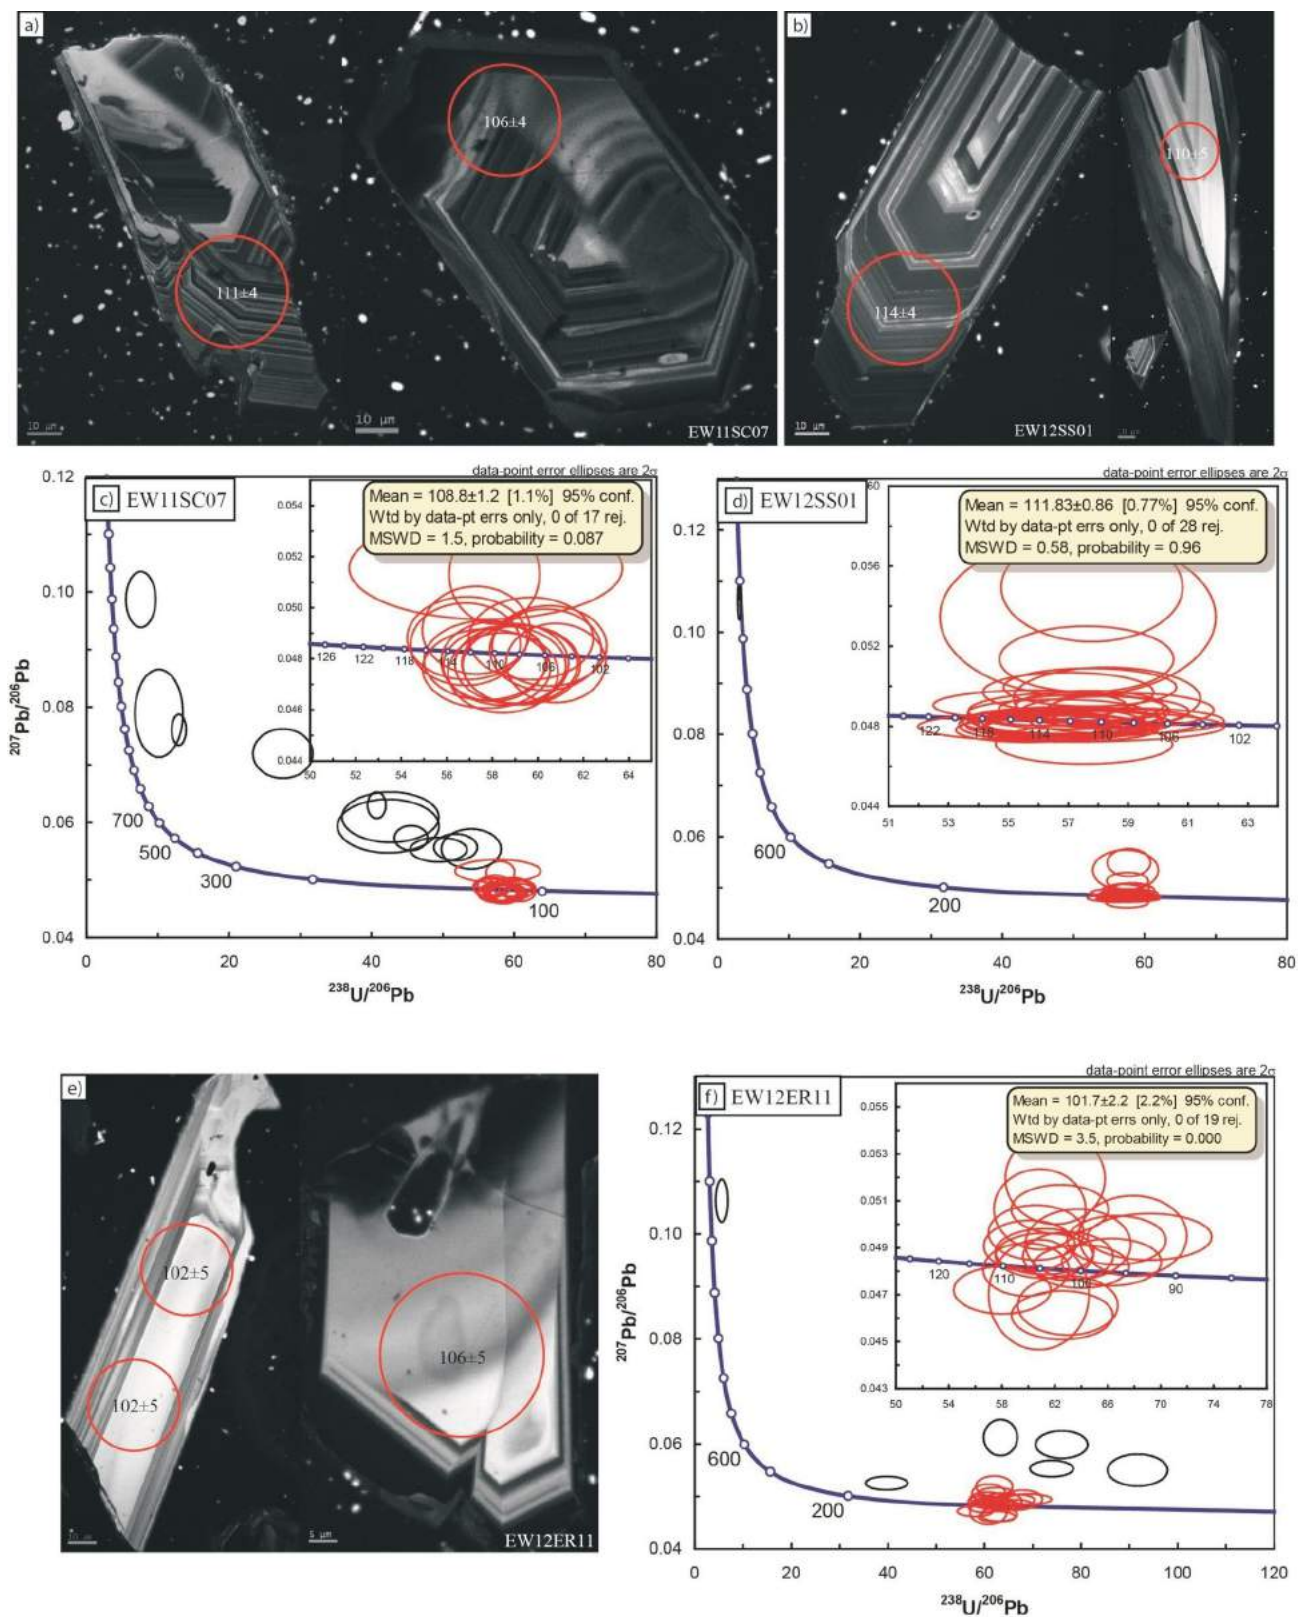 a)
111±4
106±4
10 µm
10 µm
EW11SC07
b)
114±4
110±5
10 µm
EW12SS01
data-point error ellipses are 2σ
c) EW11SC07
Mean = 108.8±1.2 [1.1%] 95% conf.
Wtd by data-pt errs only, 0 of 17 rej.
MSWD = 1.5, probability = 0.087
0.054
0.052
0.050
0.048
0.046
0.044
126 122 118 114 110 106 102
50 52 54 56 58 60 62 64
0.12
0.10
0.08
0.06
0.04
700
500
300
100
0 20 40 60 80
207Pb/206Pb
238U/206Pb
data-point error ellipses are 2σ
d) EW12SS01
Mean = 111.83±0.86 [0.77%] 95% conf.
Wtd by data-pt errs only, 0 of 28 rej.
MSWD = 0.58, probability = 0.96
60
0.056
0.052
0.048
0.044
122 118 114 110 106 102
51 53 55 57 59 61 63
0.12
0.10
0.08
0.06
0.04
600
200
0 20 40 60 80
238U/206Pb
e)
102±5
102±5
106±5
10 µm
5 µm
EW12ER11
data-point error ellipses are 2σ
f) EW12ER11
Mean = 101.7±2.2 [2.2%] 95% conf.
Wtd by data-pt errs only, 0 of 19 rej.
MSWD = 3.5, probability = 0.000
0.055
0.053
0.051
0.049
0.047
0.045
0.043
120 110 100 90
50 54 58 62 66 70 74 78
0.12
0.10
0.08
0.06
0.04
600
200
0 20 40 60 80 100 120
207Pb/206Pb
238U/206Pb